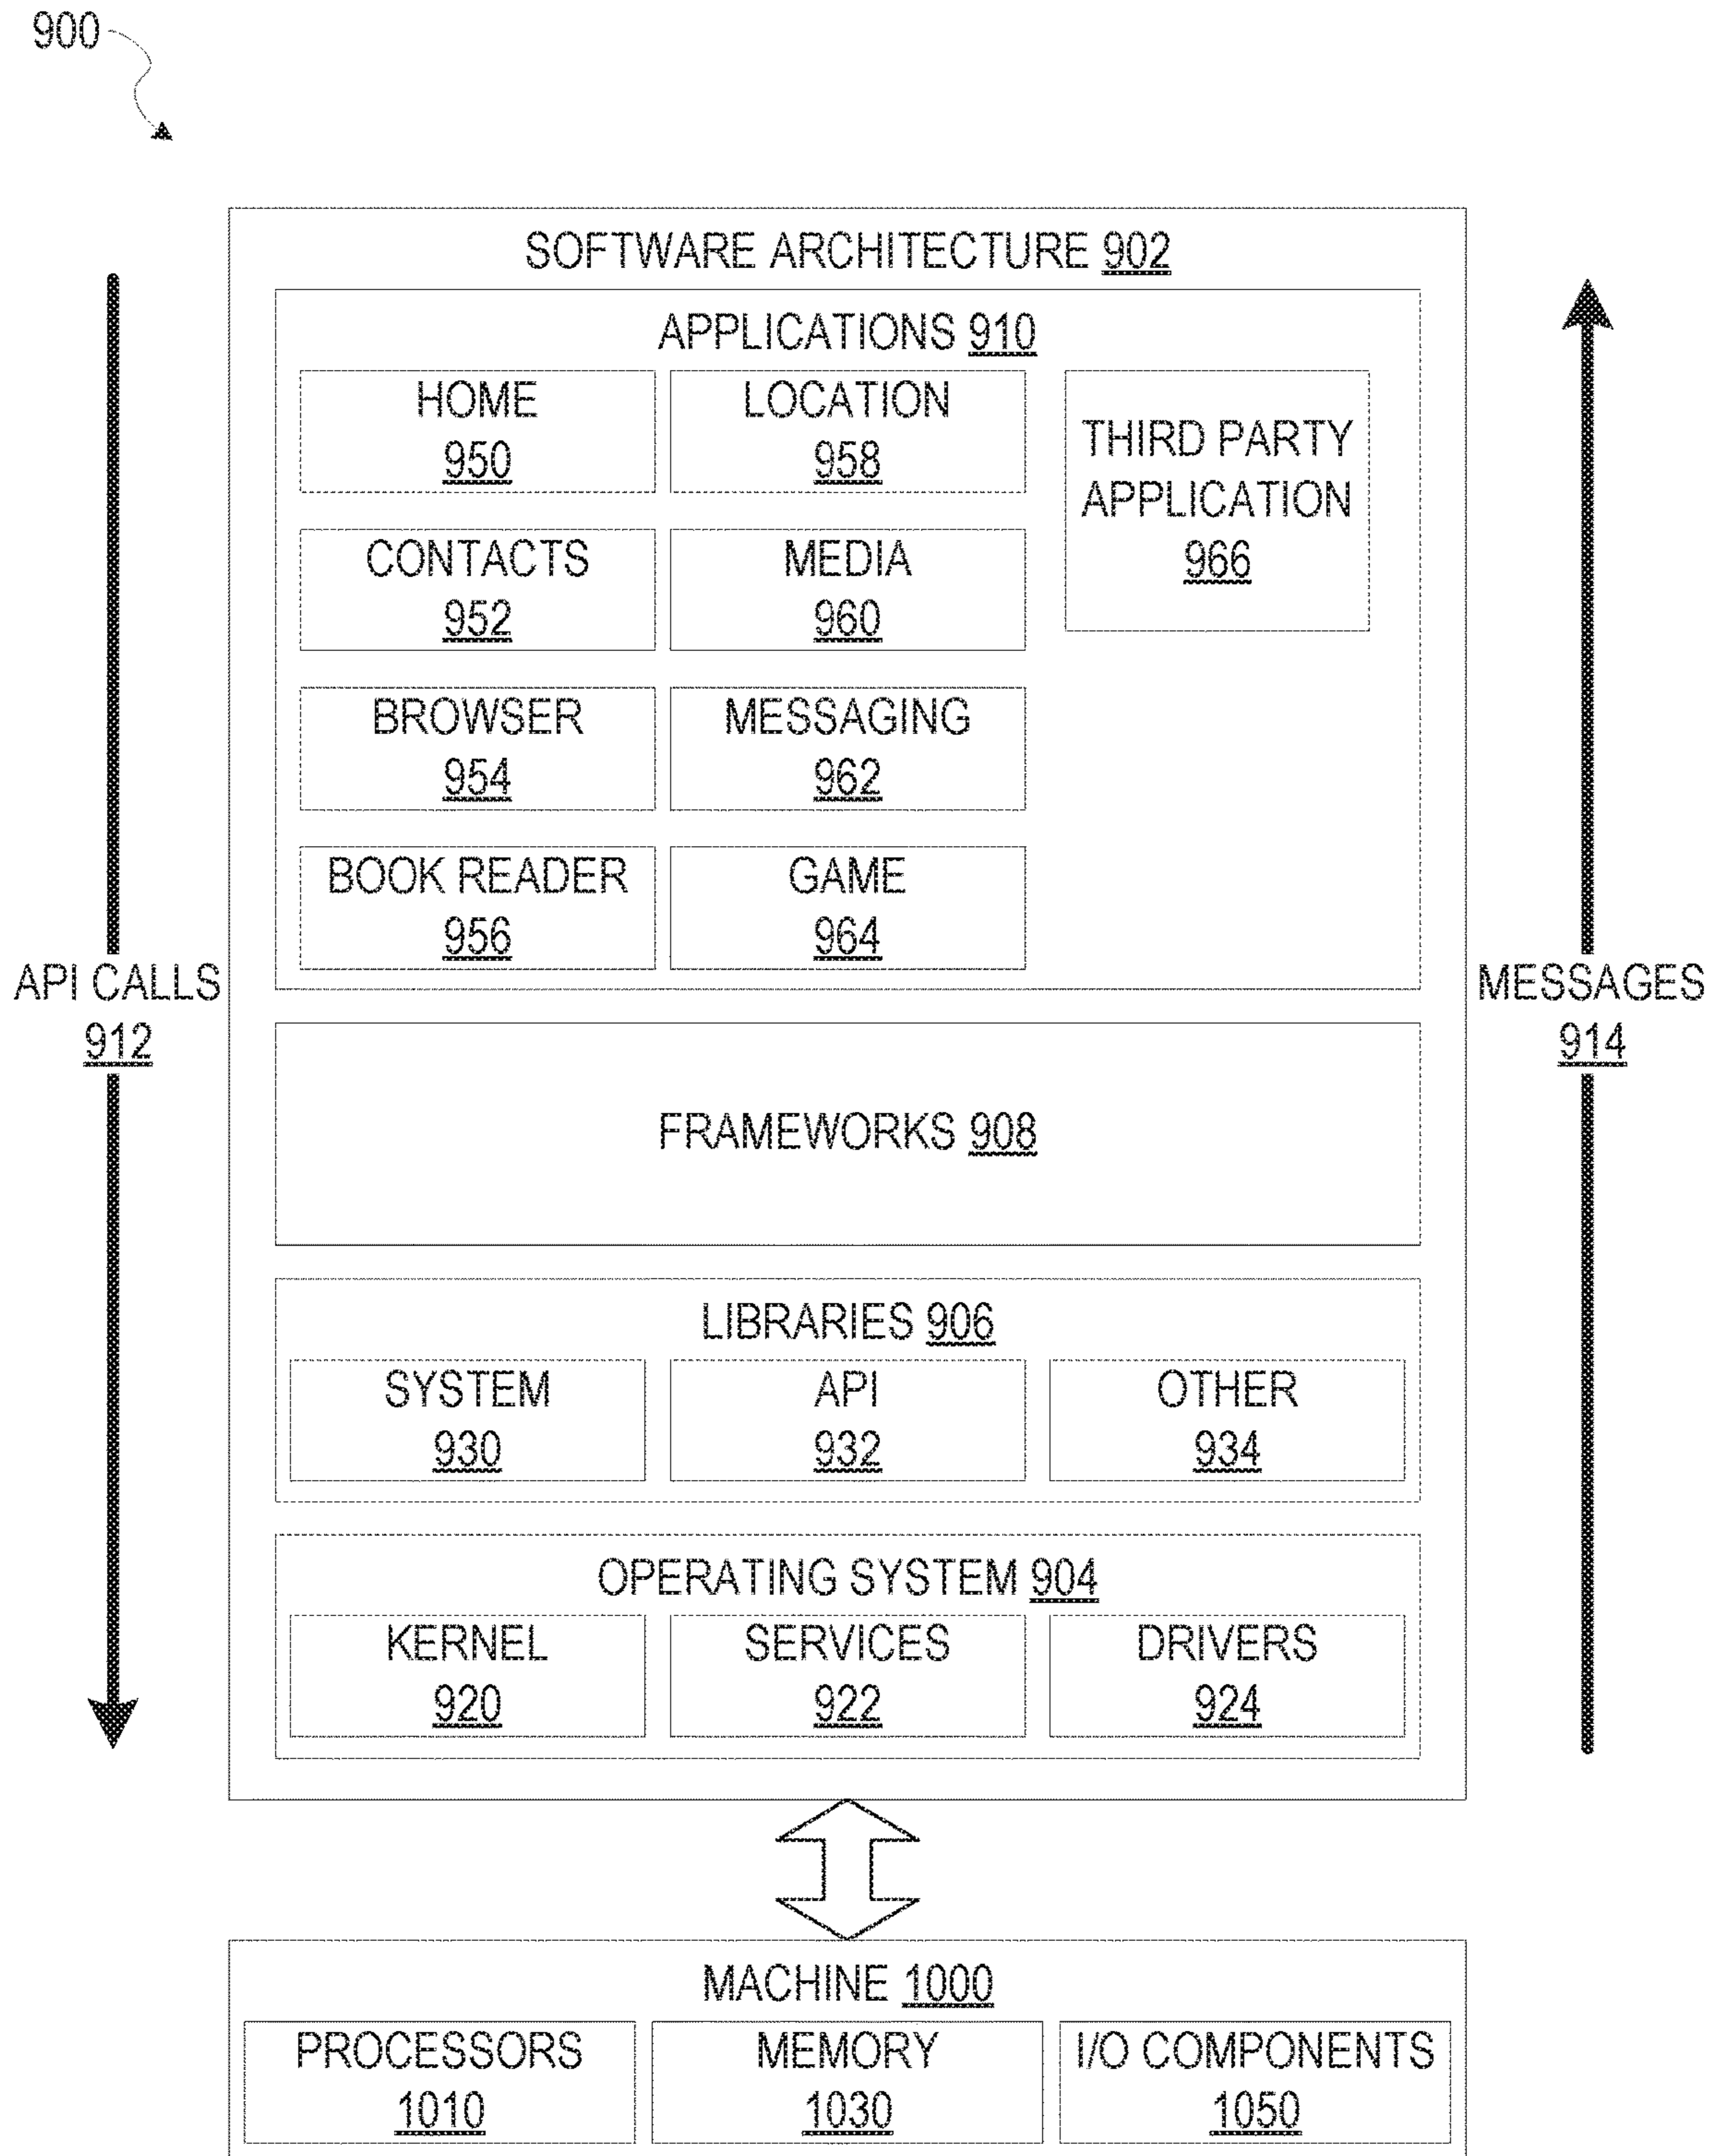 900
SOFTWARE ARCHITECTURE 902
APPLICATIONS 910
HOME
950
LOCATION
958
THIRD PARTY
APPLICATION
966
CONTACTS
952
MEDIA
960
BROWSER
954
MESSAGING
962
BOOK READER
956
GAME
964
API CALLS
912
MESSAGES
914
FRAMEWORKS 908
LIBRARIES 906
SYSTEM
930
API
932
OTHER
934
OPERATING SYSTEM 904
KERNEL
920
SERVICES
922
DRIVERS
924
MACHINE 1000
PROCESSORS
1010
MEMORY
1030
I/O COMPONENTS
1050